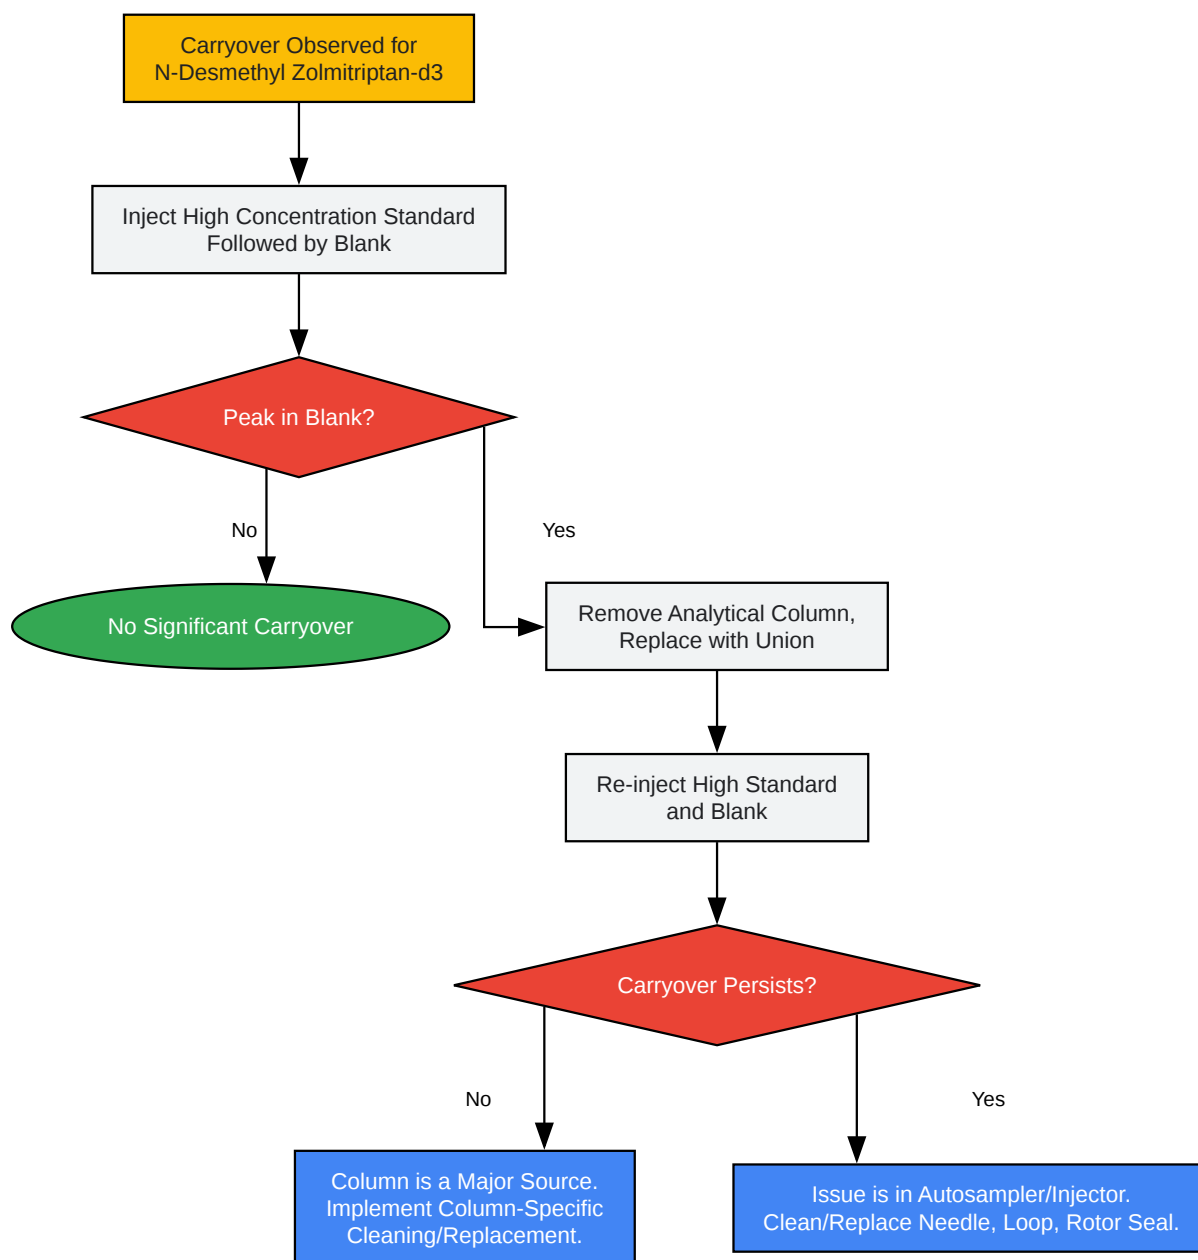 Carryover Observed for
N-Desmethyl Zolmitriptan-d3
Inject High Concentration Standard
Followed by Blank
Peak in Blank?
No
Yes
No Significant Carryover
Remove Analytical Column,
Replace with Union
Re-inject High Standard
and Blank
Carryover Persists?
No
Yes
Column is a Major Source.
Implement Column-Specific
Cleaning/Replacement.
Issue is in Autosampler/Injector.
Clean/Replace Needle, Loop, Rotor Seal.